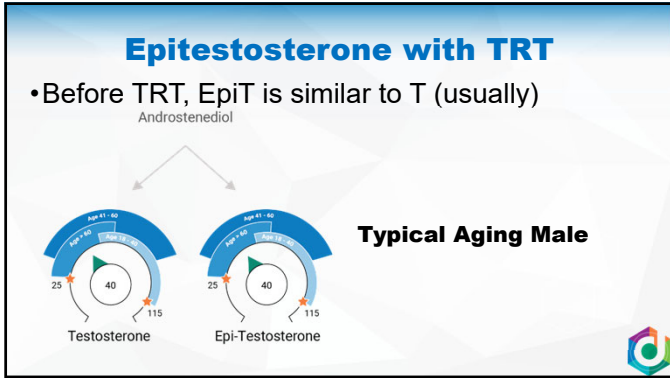 Epitestosterone with TRT
•Before TRT, EpiT is similar to T (usually)
Androstenediol
Age 41 - 60
Age > 60
Age 18 - 40
25
40
115
Testosterone
Age 41 - 60
Age > 60
Age 18 - 40
25
40
115
Epi-Testosterone
Typical Aging Male